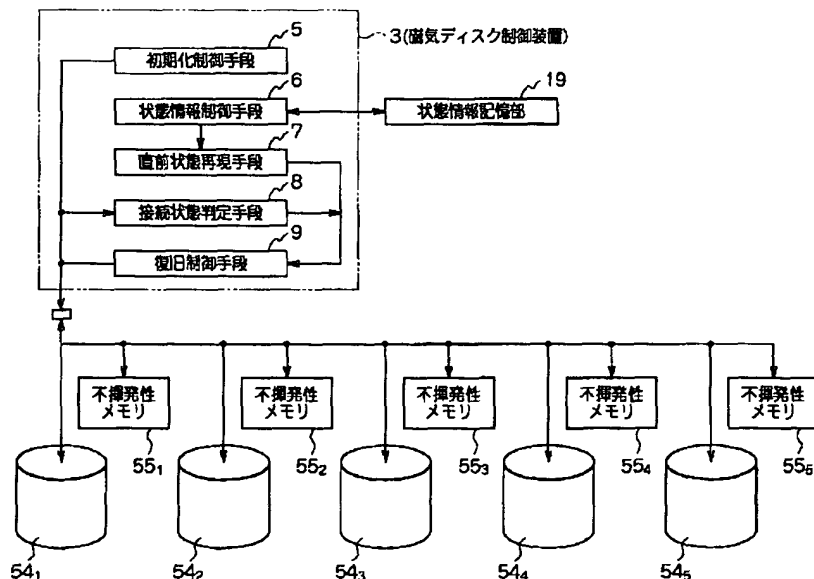 5
3(磁気ディスク制御装置)
初期化制御手段
6
19
状態情報制御手段
状態情報記憶部
7
直前状態再現手段
8
接続状態判定手段
9
復旧制御手段
不揮発性
メモリ
不揮発性
メモリ
不揮発性
メモリ
不揮発性
メモリ
不揮発性
メモリ
55₁
55₂
55₃
55₄
55₅
54₁
54₂
54₃
54₄
54₅